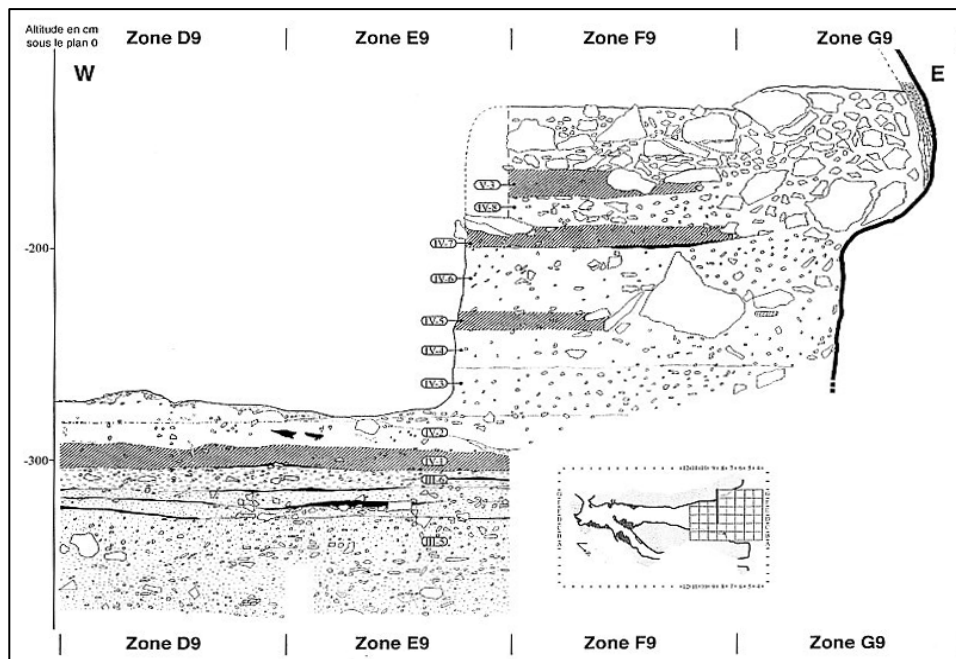 Altitude en cm
sous le plan 0
Zone D9 | Zone E9 | Zone F9 | Zone G9
W
E
V-3
IV-8
IV-7
-200
IV-6
IV-5
IV-4
IV-3
IV-2
-300
IV-1
III-6
III-5
Zone D9 | Zone E9 | Zone F9 | Zone G9